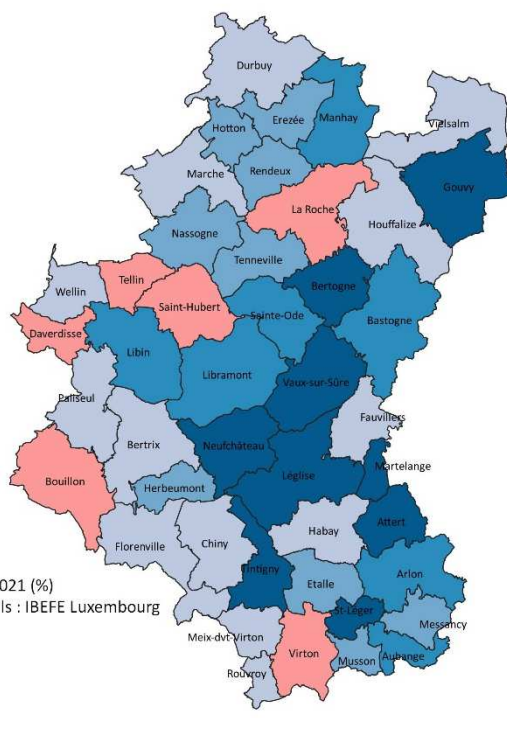 Durbuy
Vielsalm
Hotton
Erezée
Manhay
Marche
Rendeux
Gouvy
La Roche
Houffalize
Nassogne
Tenneville
Tellin
Bertogne
Wellin
Saint-Hubert
Sainte-Ode
Bastogne
Daverdisse
Libin
Libramont
Vaux-sur-Sûre
Paliseul
Fauvillers
Bertrix
Neufchâteau
Martelange
Bouillon
Herbeumont
Léglise
Attert
Florenville
Chiny
Habay
Tintigny
Etalle
Arlon
021 (%)
ls : IBEFE Luxembourg
St-Léger
Messancy
Meix-dvt-Virton
Virton
Musson
Aubange
Rouvroy